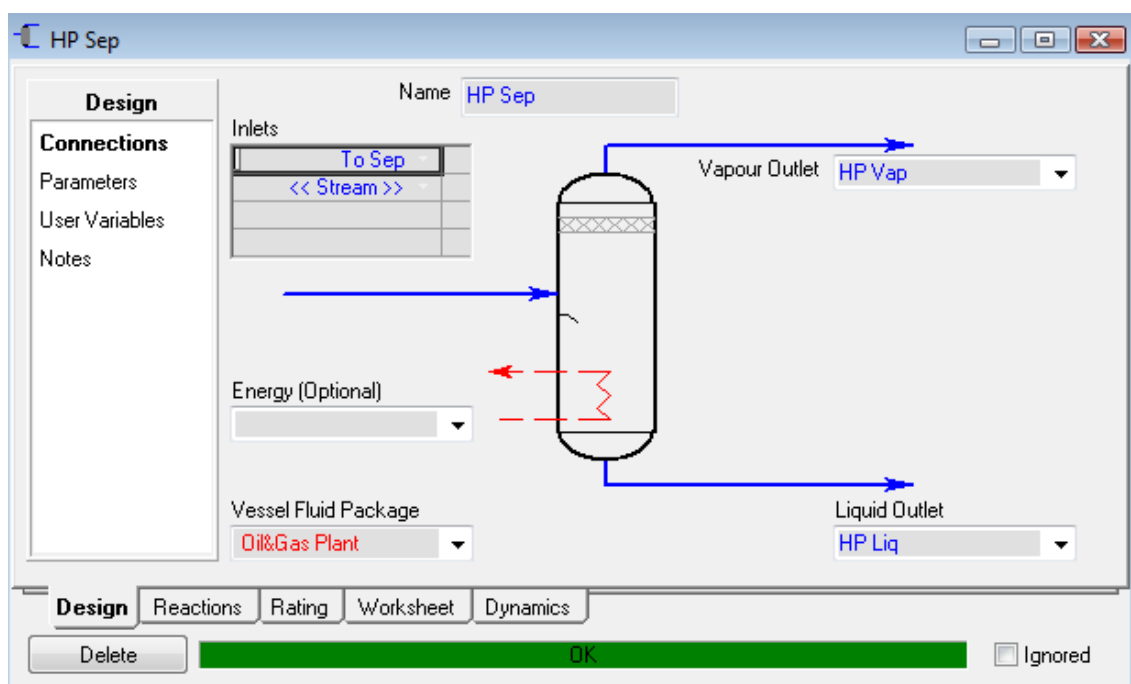 HP Sep
Design
Connections
Parameters
User Variables
Notes
Name HP Sep
Inlets
To Sep
<< Stream >>
Vapour Outlet HP Vap
Energy (Optional)
Vessel Fluid Package
Oil&Gas Plant
Liquid Outlet
HP Liq
Design Reactions Rating Worksheet Dynamics
Delete OK Ignored